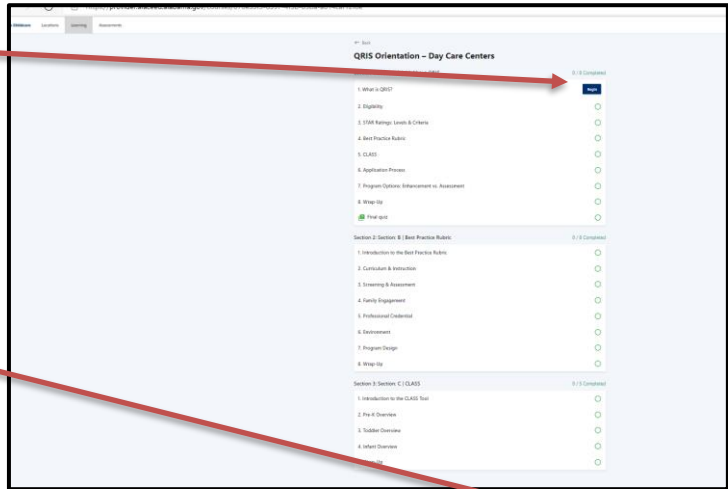 Childcare Locations Learning Assessments
Back
QRIS Orientation – Day Care Centers
0 / 8 Completed
1. What is QRIS?
Begin
2. Eligibility
3. STAR Ratings: Levels & Criteria
4. Best Practice Rubric
5. CLASS
6. Application Process
7. Program Options: Enhancement vs. Assessment
8. Wrap-Up
Final quiz
Section 2: Section: B | Best Practice Rubric
0 / 8 Completed
1. Introduction to the Best Practice Rubric
2. Curriculum & Instruction
3. Screening & Assessment
4. Family Engagement
5. Professional Credential
6. Environment
7. Program Design
8. Wrap-Up
Section 3: Section: C | CLASS
0 / 5 Completed
1. Introduction to the CLASS Tool
2. Pre-K Overview
3. Toddler Overview
4. Infant Overview